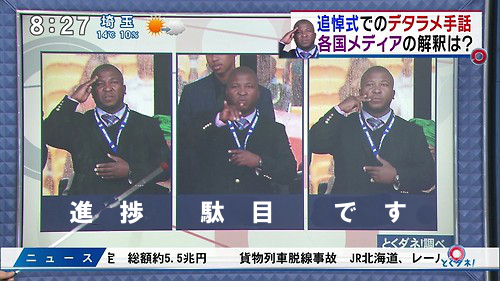 8:27
埼玉
14℃ 10%
追悼式でのデタラメ手話
各国メディアの解釈は?
進捗
駄目
です
とくダネ!調べ
ニュース
総額約5.5兆円 貨物列車脱線事故 JR北海道、レー
とくダネ!